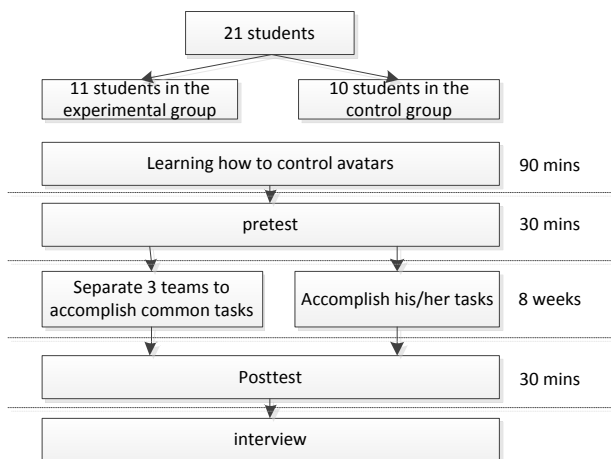 21 students
11 students in the
experimental group
10 students in the
control group
Learning how to control avatars
90 mins
pretest
30 mins
Separate 3 teams to
accomplish common tasks
Accomplish his/her tasks
8 weeks
Posttest
30 mins
interview